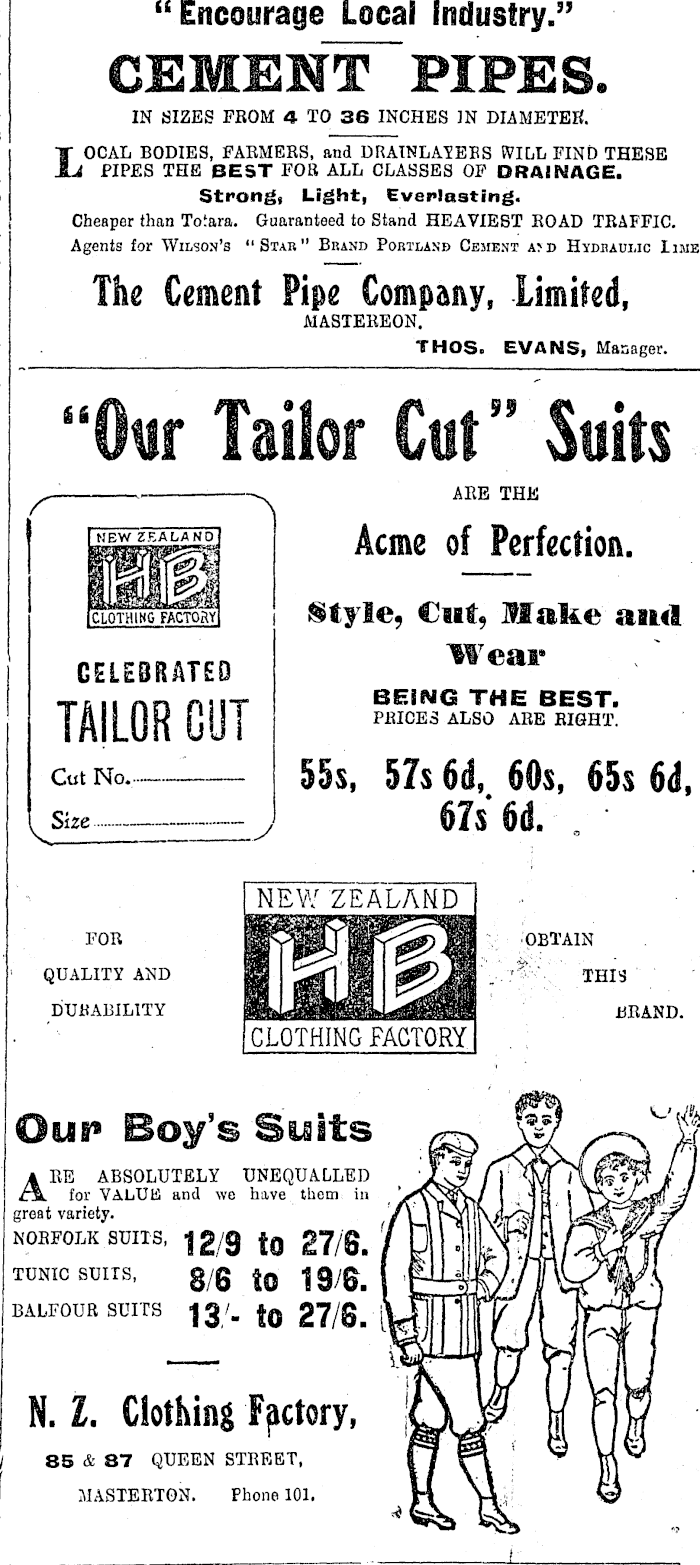 “Encourage Local Industry.”
CEMENT PIPES.
IN SIZES FROM 4 TO 36 INCHES IN DIAMETER.
LOCAL BODIES, FARMERS, and DRAINLAYERS WILL FIND THESE
PIPES THE BEST FOR ALL CLASSES OF DRAINAGE.
Strong, Light, Everlasting.
Cheaper than Totara. Guaranteed to Stand HEAVIEST ROAD TRAFFIC.
Agents for WILSON'S “STAR” BRAND PORTLAND CEMENT AND HYDRAULIC LIME
The Cement Pipe Company, Limited,
MASTEREON.
THOS. EVANS, Manager.
“Our Tailor Cut” Suits
ARE THE
Acme of Perfection.
Style, Cut, Make and
Wear
BEING THE BEST.
PRICES ALSO ARE RIGHT.
55s, 57s 6d, 60s, 65s 6d,
67s 6d.
NEW ZEALAND
HB
CLOTHING FACTORY
CELEBRATED
TAILOR CUT
Cut No.
Size
FOR
QUALITY AND
DURABILITY
NEW ZEALAND
HB
CLOTHING FACTORY
OBTAIN
THIS
BRAND.
Our Boy's Suits
ARE ABSOLUTELY UNEQUALLED
for VALUE and we have them in
great variety.
NORFOLK SUITS, 12/9 to 27/6.
TUNIC SUITS, 8/6 to 19/6.
BALFOUR SUITS 13/- to 27/6.
N. Z. Clothing Factory,
85 & 87 QUEEN STREET,
MASTERTON. Phone 101.